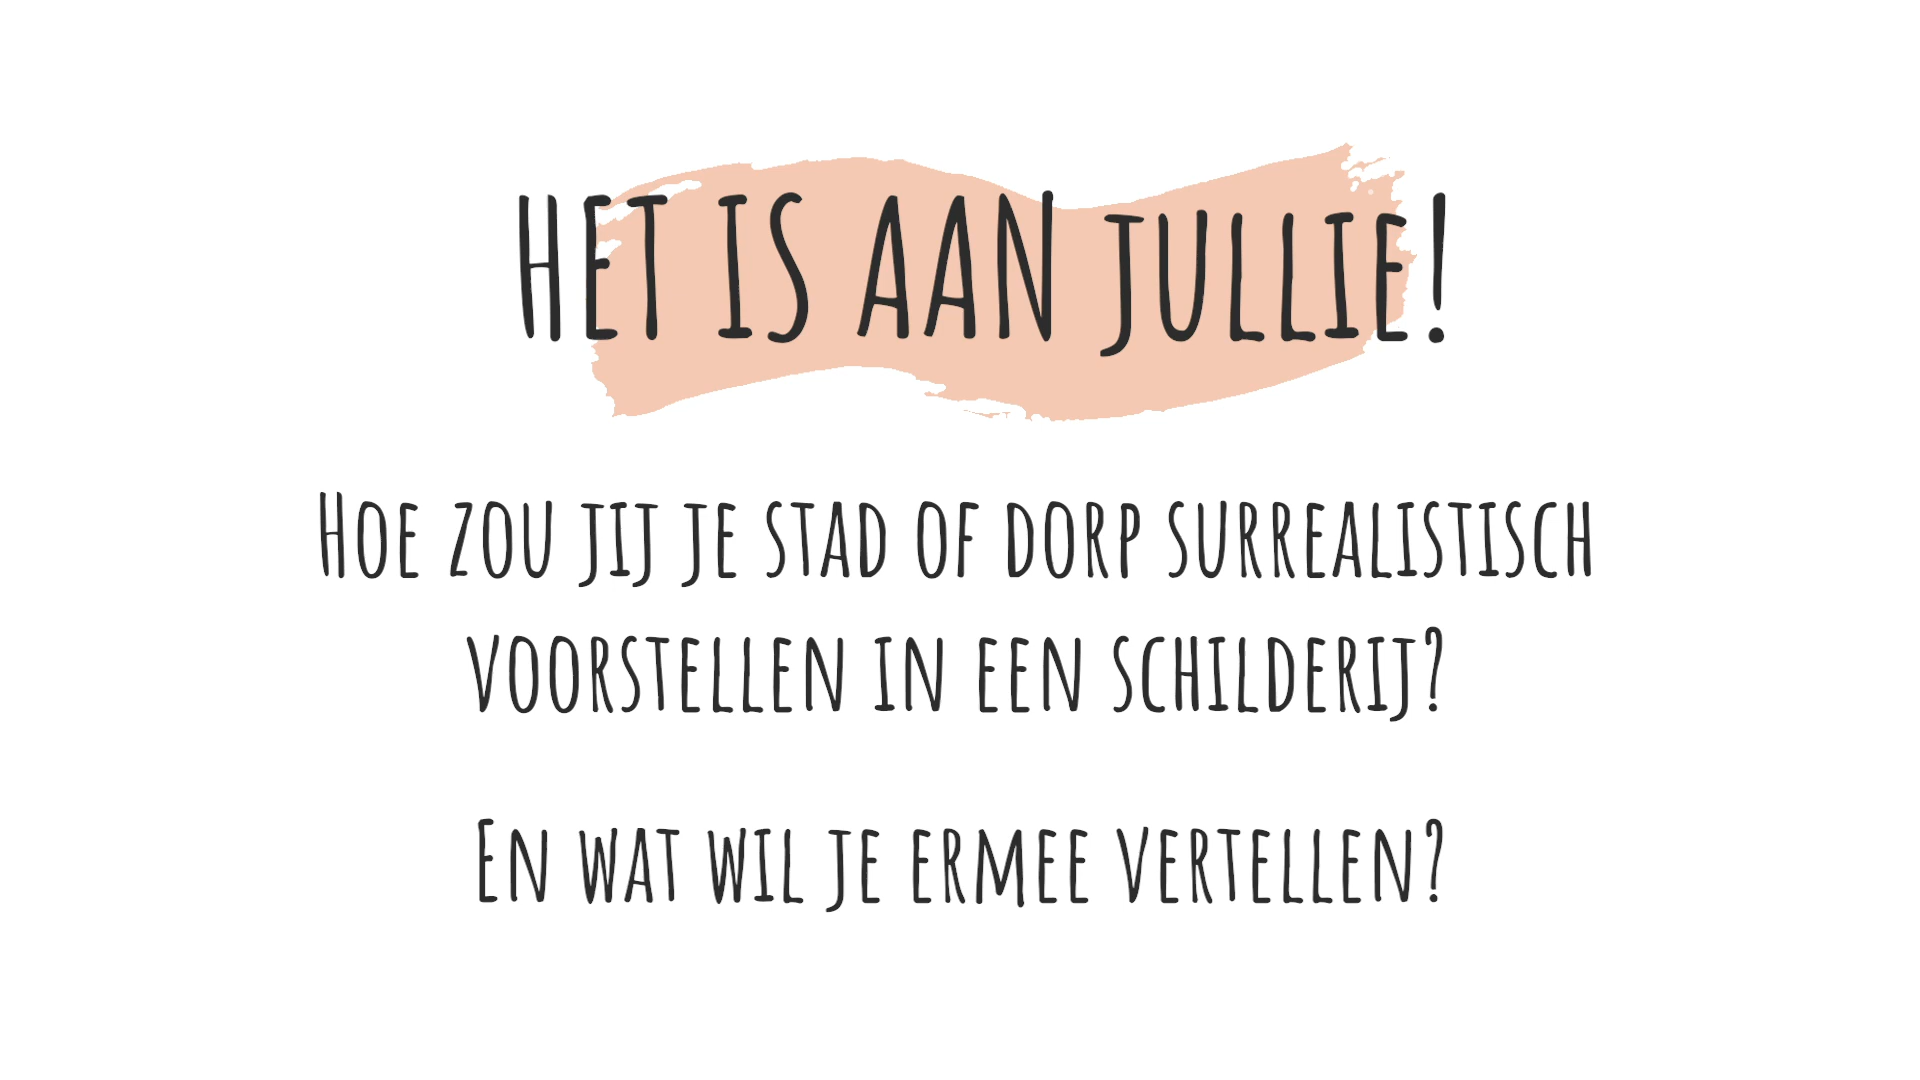 Het is aan jullie!
Hoe zou jij je stad of dorp surrealistisch
voorstellen in een schilderij?
En wat wil je ermee vertellen?